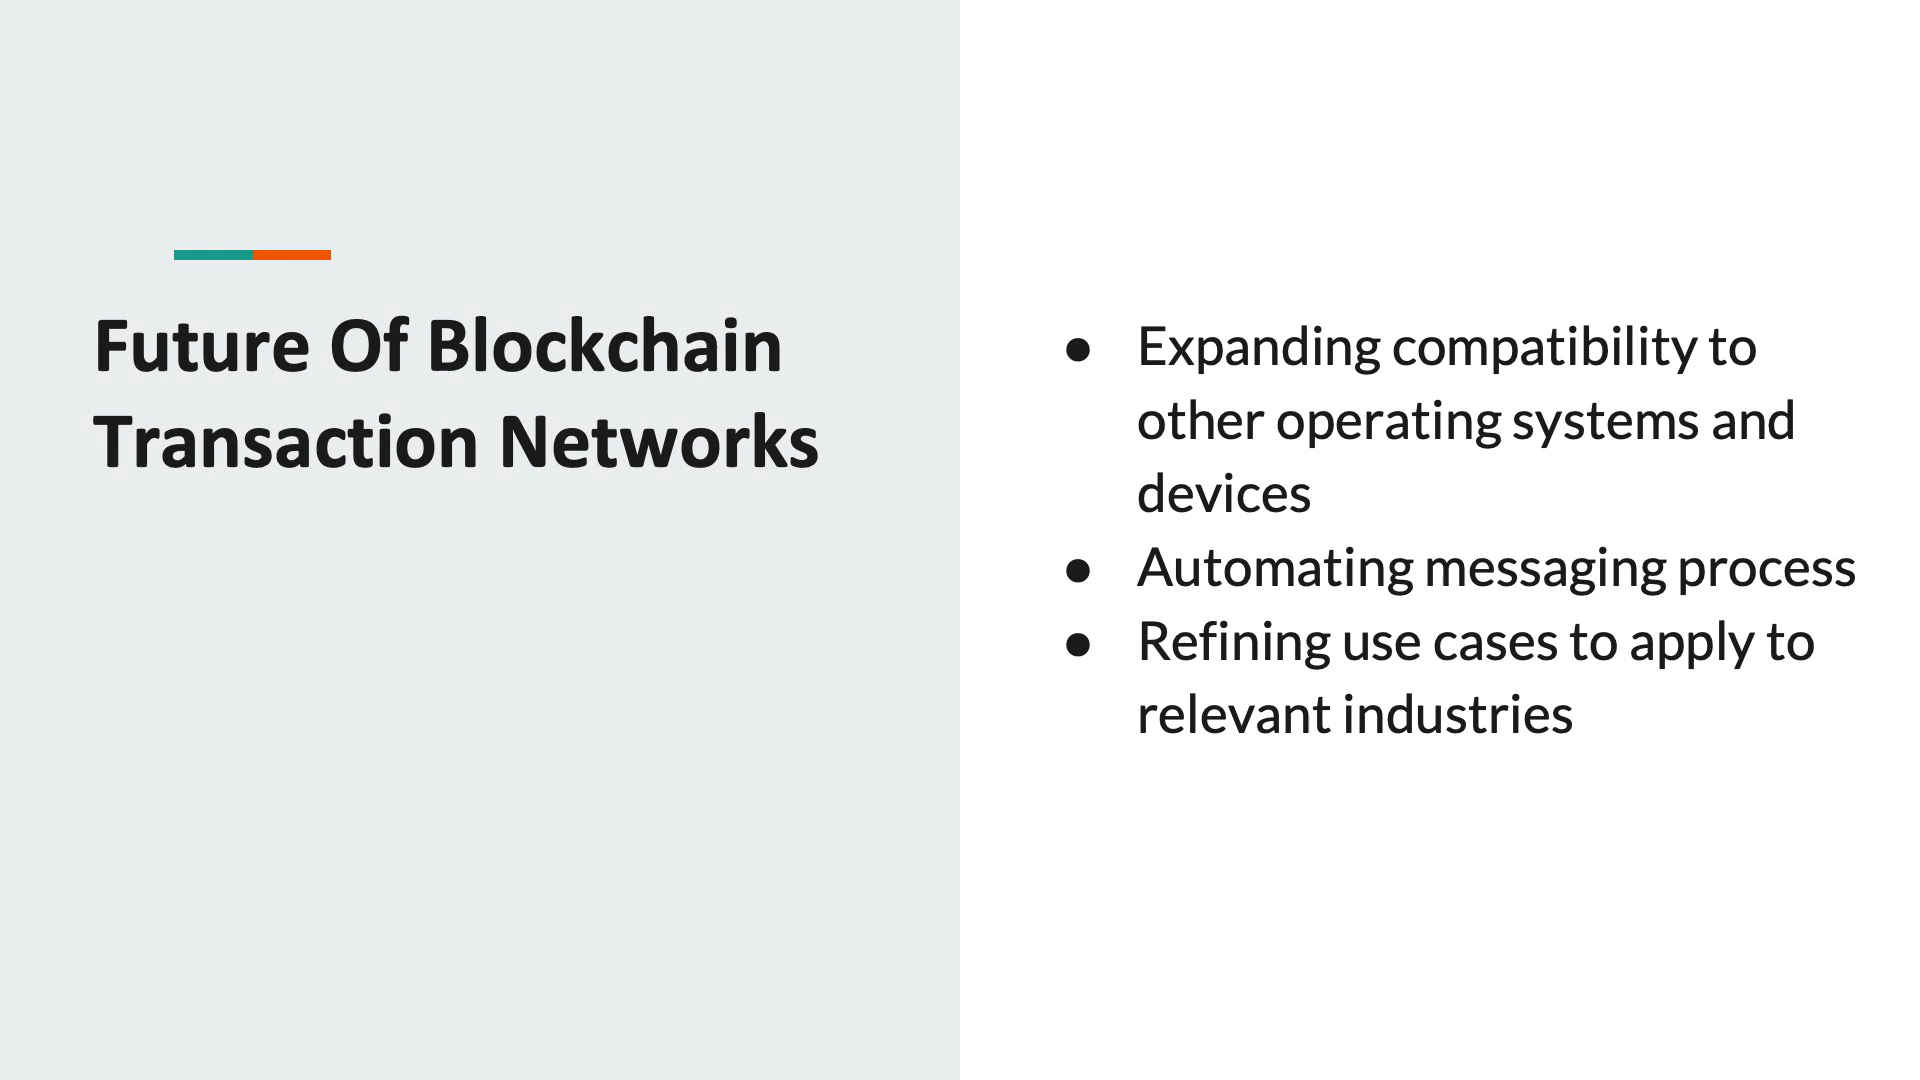 Future Of Blockchain
Transaction Networks
● Expanding compatibility to
other operating systems and
devices
● Automating messaging process
● Refining use cases to apply to
relevant industries